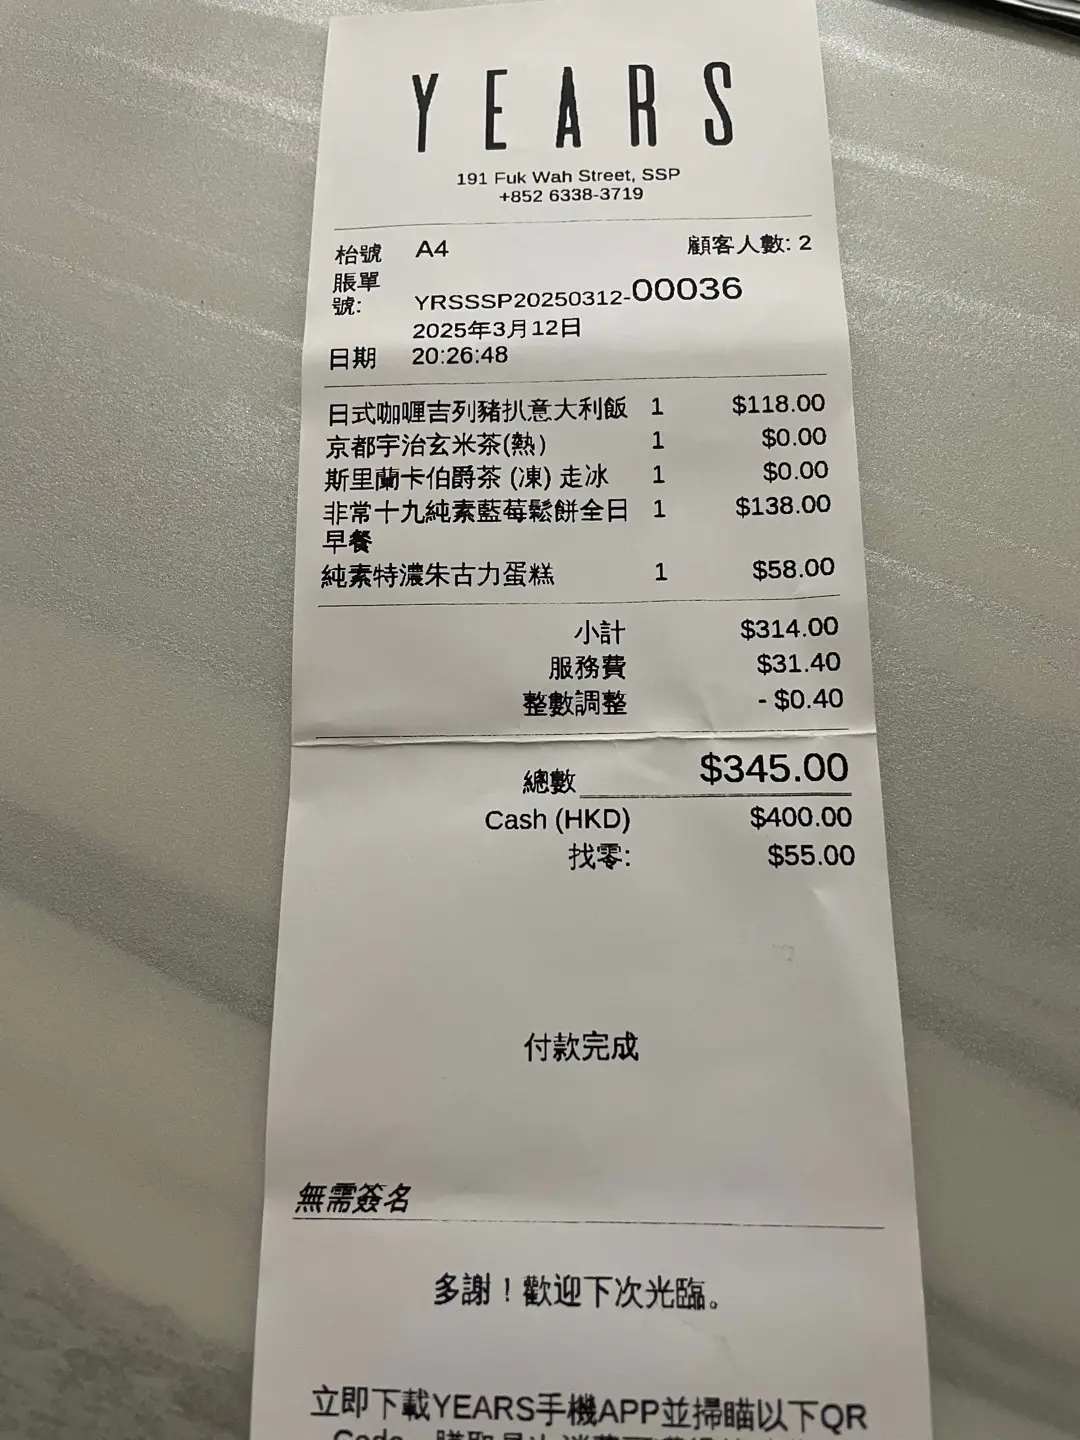 YEARS
191 Fuk Wah Street, SSP
+852 6338-3719
枱號 A4 顧客人數: 2
賬單
號: YRSSSP20250312-00036
2025年3月12日
日期 20:26:48
日式咖喱吉列豬扒意大利飯 1 $118.00
京都宇治玄米茶(熱) 1 $0.00
斯里蘭卡伯爵茶 (凍) 走冰 1 $0.00
非常十九純素藍莓鬆餅全日 1 $138.00
早餐
純素特濃朱古力蛋糕 1 $58.00
小計 $314.00
服務費 $31.40
整數調整 - $0.40
總數 $345.00
Cash (HKD) $400.00
找零: $55.00
付款完成
無需簽名
多謝！歡迎下次光臨。
立即下載YEARS手機APP並掃瞄以下QR